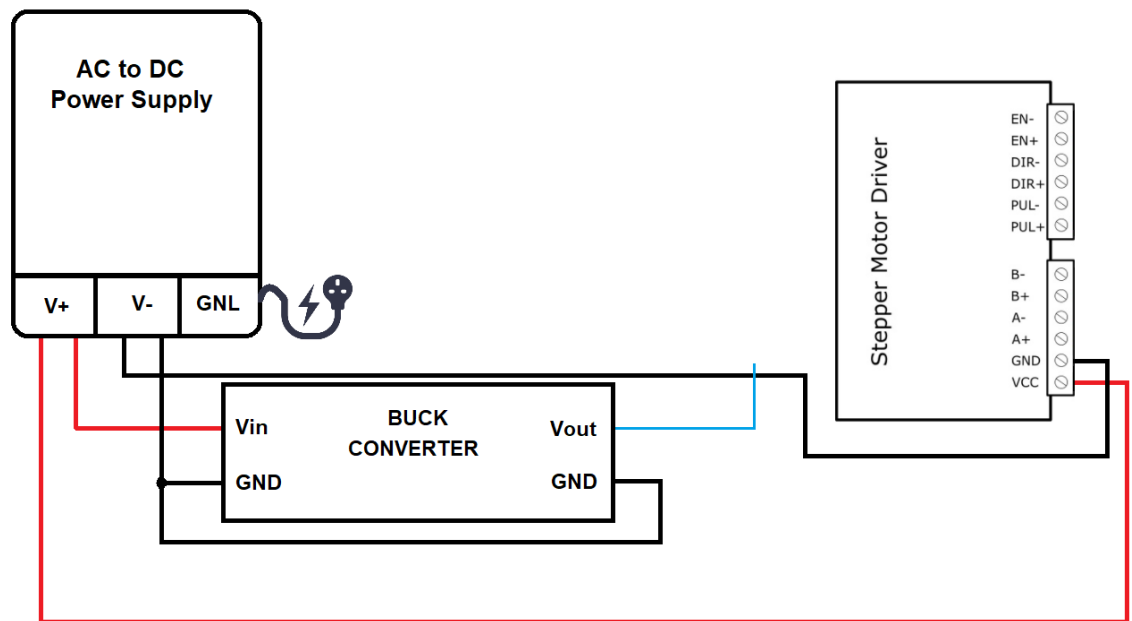 AC to DC
Power Supply
V+
V-
GNL
BUCK
CONVERTER
Vin
GND
Vout
GND
Stepper Motor Driver
EN-
EN+
DIR-
DIR+
PUL-
PUL+
B-
B+
A-
A+
GND
VCC